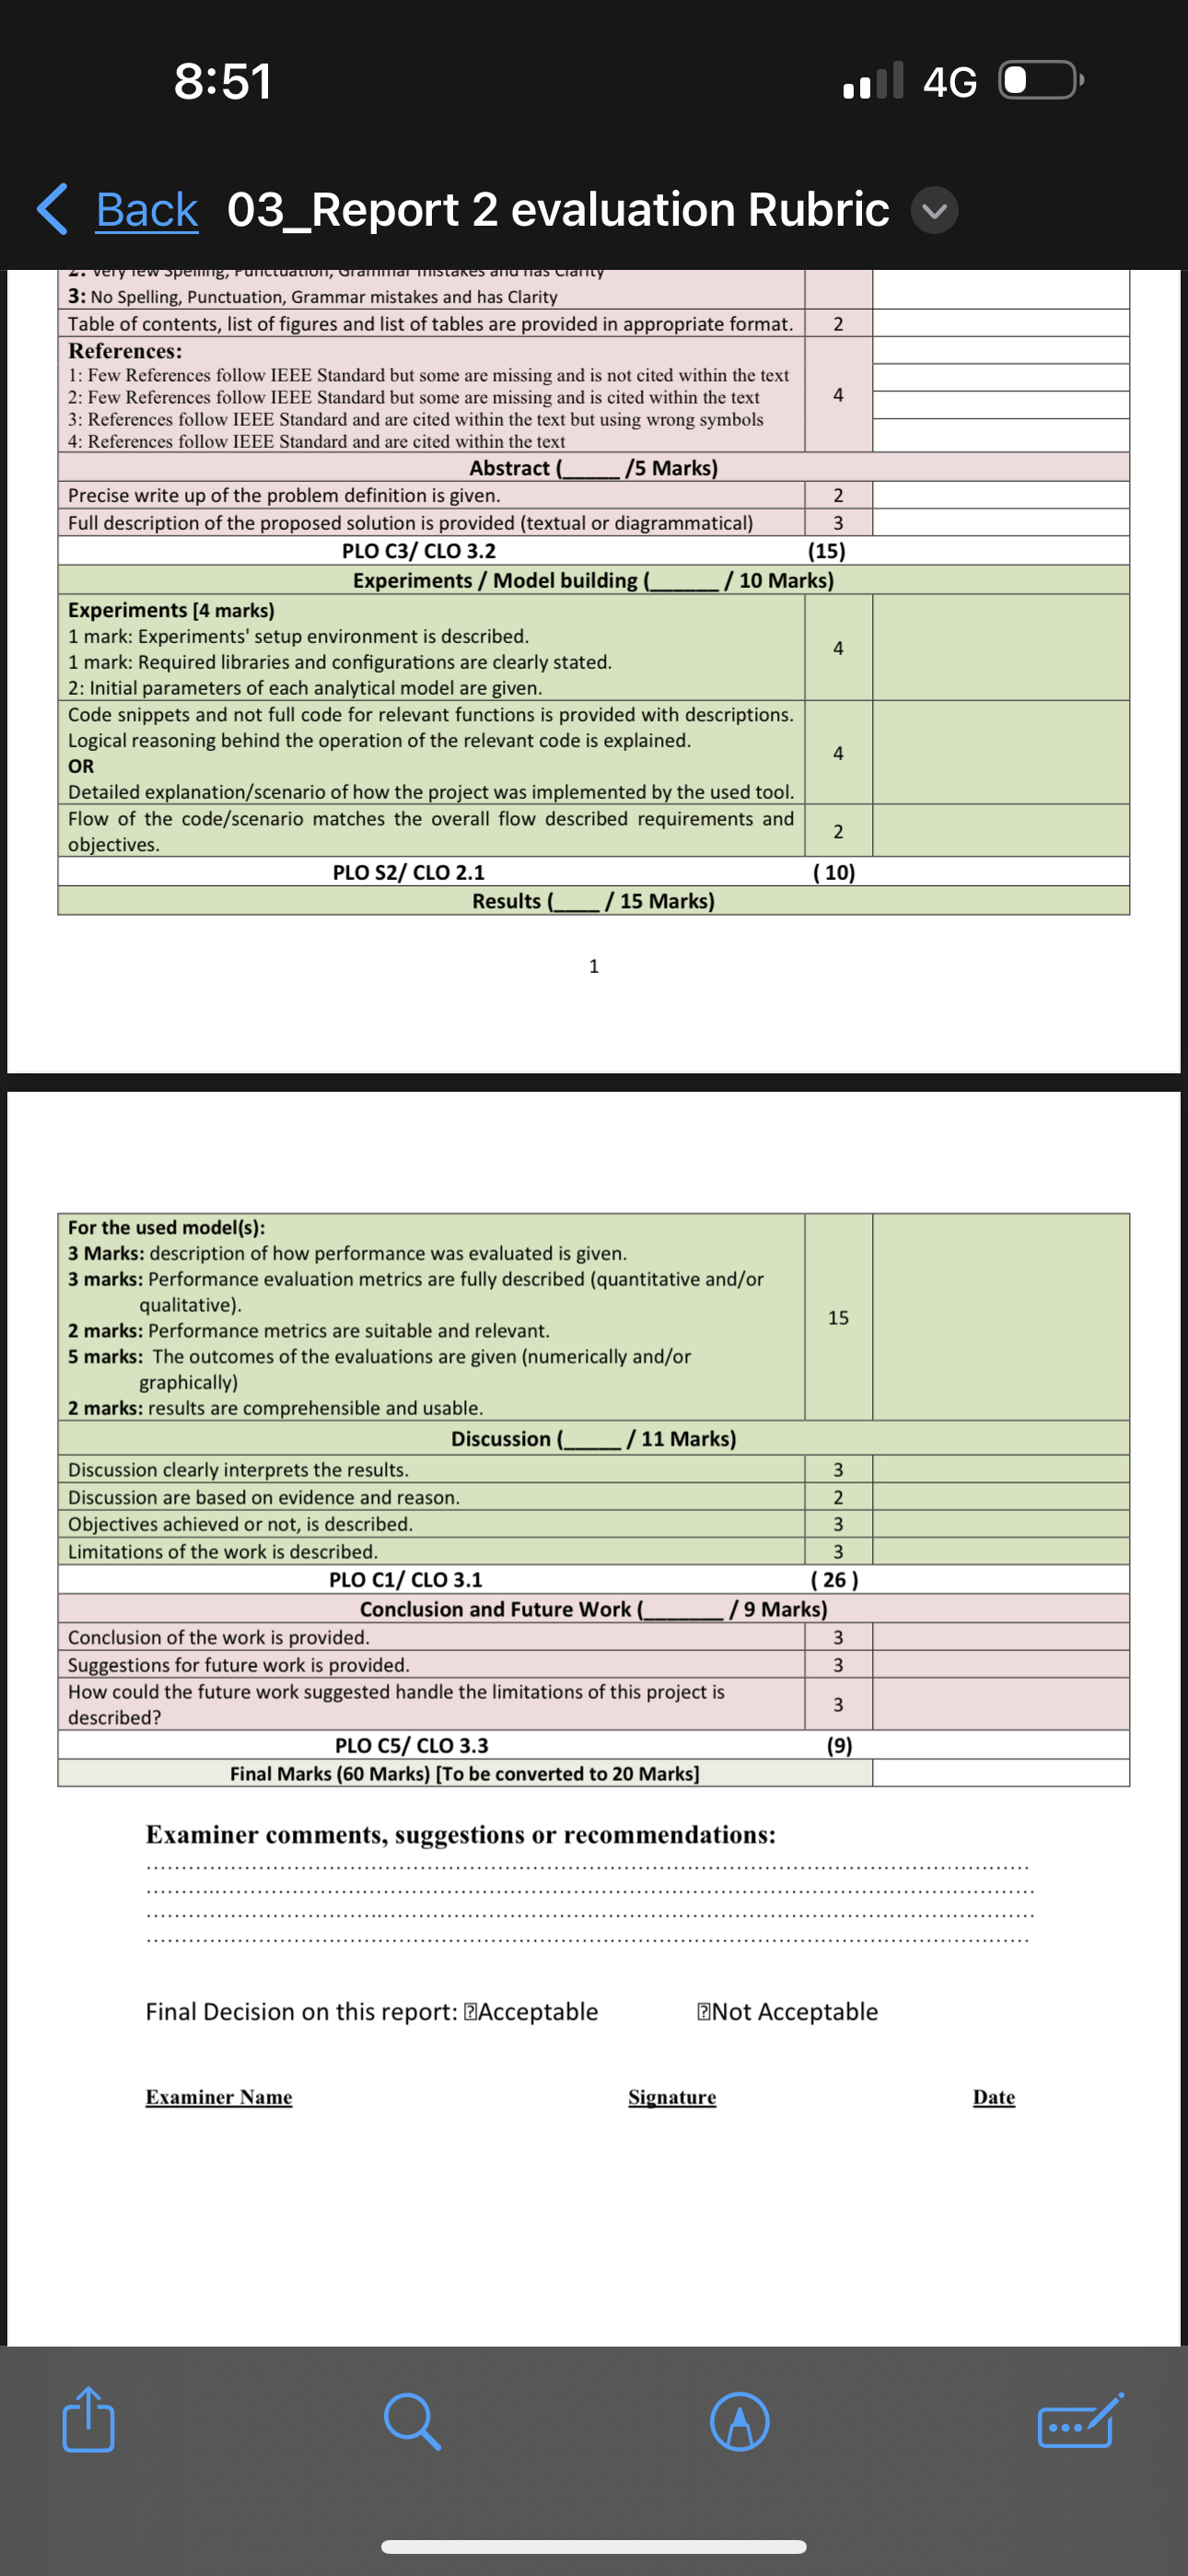 8:51
4G
Back 03_Report 2 evaluation Rubric
2: Very few Spelling, Punctuation, Grammar mistakes and has Clarity
3: No Spelling, Punctuation, Grammar mistakes and has Clarity
Table of contents, list of figures and list of tables are provided in appropriate format. 2
References:
1: Few References follow IEEE Standard but some are missing and is not cited within the text
2: Few References follow IEEE Standard but some are missing and is cited within the text
4
3: References follow IEEE Standard and are cited within the text but using wrong symbols
4: References follow IEEE Standard and are cited within the text
Abstract (_____ /5 Marks)
Precise write up of the problem definition is given. 2
Full description of the proposed solution is provided (textual or diagrammatical) 3
PLO C3/ CLO 3.2 (15)
Experiments / Model building (______ / 10 Marks)
Experiments [4 marks)
1 mark: Experiments' setup environment is described.
4
1 mark: Required libraries and configurations are clearly stated.
2: Initial parameters of each analytical model are given.
Code snippets and not full code for relevant functions is provided with descriptions.
Logical reasoning behind the operation of the relevant code is explained.
4
OR
Detailed explanation/scenario of how the project was implemented by the used tool.
Flow of the code/scenario matches the overall flow described requirements and
2
objectives.
PLO S2/ CLO 2.1 ( 10)
Results (____ / 15 Marks)
1
For the used model(s):
3 Marks: description of how performance was evaluated is given.
3 marks: Performance evaluation metrics are fully described (quantitative and/or
qualitative).
15
2 marks: Performance metrics are suitable and relevant.
5 marks: The outcomes of the evaluations are given (numerically and/or
graphically)
2 marks: results are comprehensible and usable.
Discussion (_____ / 11 Marks)
Discussion clearly interprets the results. 3
Discussion are based on evidence and reason. 2
Objectives achieved or not, is described. 3
Limitations of the work is described. 3
PLO C1/ CLO 3.1 ( 26 )
Conclusion and Future Work (_______ / 9 Marks)
Conclusion of the work is provided. 3
Suggestions for future work is provided. 3
How could the future work suggested handle the limitations of this project is
3
described?
PLO C5/ CLO 3.3 (9)
Final Marks (60 Marks) [To be converted to 20 Marks]
Examiner comments, suggestions or recommendations:
Final Decision on this report: Acceptable Not Acceptable
Examiner Name Signature Date